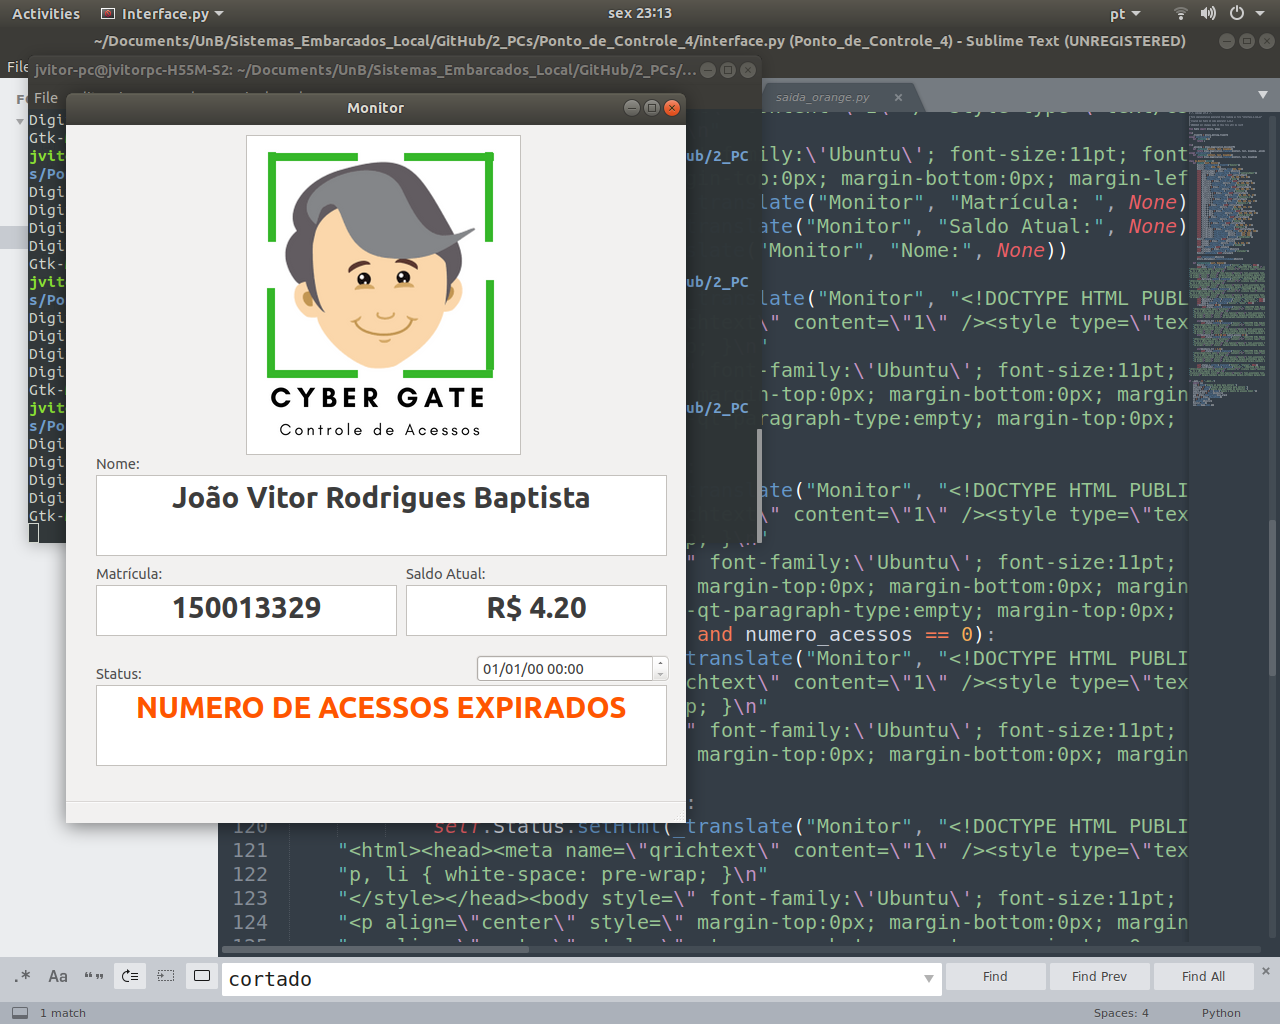 Activities
Interface.py
sex 23:13
pt
~/Documents/UnB/Sistemas_Embarcados_Local/GitHub/2_PCs/Ponto_de_Controle_4/interface.py (Ponto_de_Controle_4) - Sublime Text (UNREGISTERED)
File
jvitor-pc@jvitorpc-H55M-S2: ~/Documents/UnB/Sistemas_Embarcados_Local/GitHub/2_PCs/...
File
saida_orange.py
Monitor
CYBER GATE
Controle de Acessos
Nome:
João Vitor Rodrigues Baptista
Matrícula:
Saldo Atual:
150013329
R$ 4.20
Status:
01/01/00 00:00
NUMERO DE ACESSOS EXPIRADOS
Digi
Gtk-
jvit
s/Po
Digi
Digi
Digi
Digi
Gtk-
jvit
s/Po
Digi
Digi
Digi
Digi
Gtk-
jvit
s/Po
Digi
Digi
Digi
Digi
Gtk-
ub/2_PC
ub/2_PC
ub/2_PC
ily:\'Ubuntu\'; font-size:11pt; font
p:0px; margin-bottom:0px; margin-lef
late("Monitor", "Matrícula: ", None)
ate("Monitor", "Saldo Atual:", None)
"Monitor", "Nome:", None))
late("Monitor", "<!DOCTYPE HTML PUBL
t\" content=\"1\" /><style type=\"tex
-family:\'Ubuntu\'; font-size:11pt;
n-top:0px; margin-bottom:0px; margin
ragraph-type:empty; margin-top:0px;
ate("Monitor", "<!DOCTYPE HTML PUBLI
t\" content=\"1\" /><style type=\"tex
p; }\n"
" font-family:\'Ubuntu\'; font-size:11pt;
margin-top:0px; margin-bottom:0px; margin
-qt-paragraph-type:empty; margin-top:0px;
and numero_acessos == 0):
translate("Monitor", "<!DOCTYPE HTML PUBLI
chtext\" content=\"1\" /><style type=\"tex
p; }\n"
" font-family:\'Ubuntu\'; font-size:11pt;
margin-top:0px; margin-bottom:0px; margin
:
120 self.Status.setHtml(_translate("Monitor", "<!DOCTYPE HTML PUBLI
121 "<html><head><meta name=\"qrichtext\" content=\"1\" /><style type=\"tex
122 "p, li { white-space: pre-wrap; }\n"
123 "</style></head><body style=\" font-family:\'Ubuntu\'; font-size:11pt;
124 "<p align=\"center\" style=\" margin-top:0px; margin-bottom:0px; margin
.*
Aa
“”
cortado
Find
Find Prev
Find All
1 match
Spaces: 4
Python